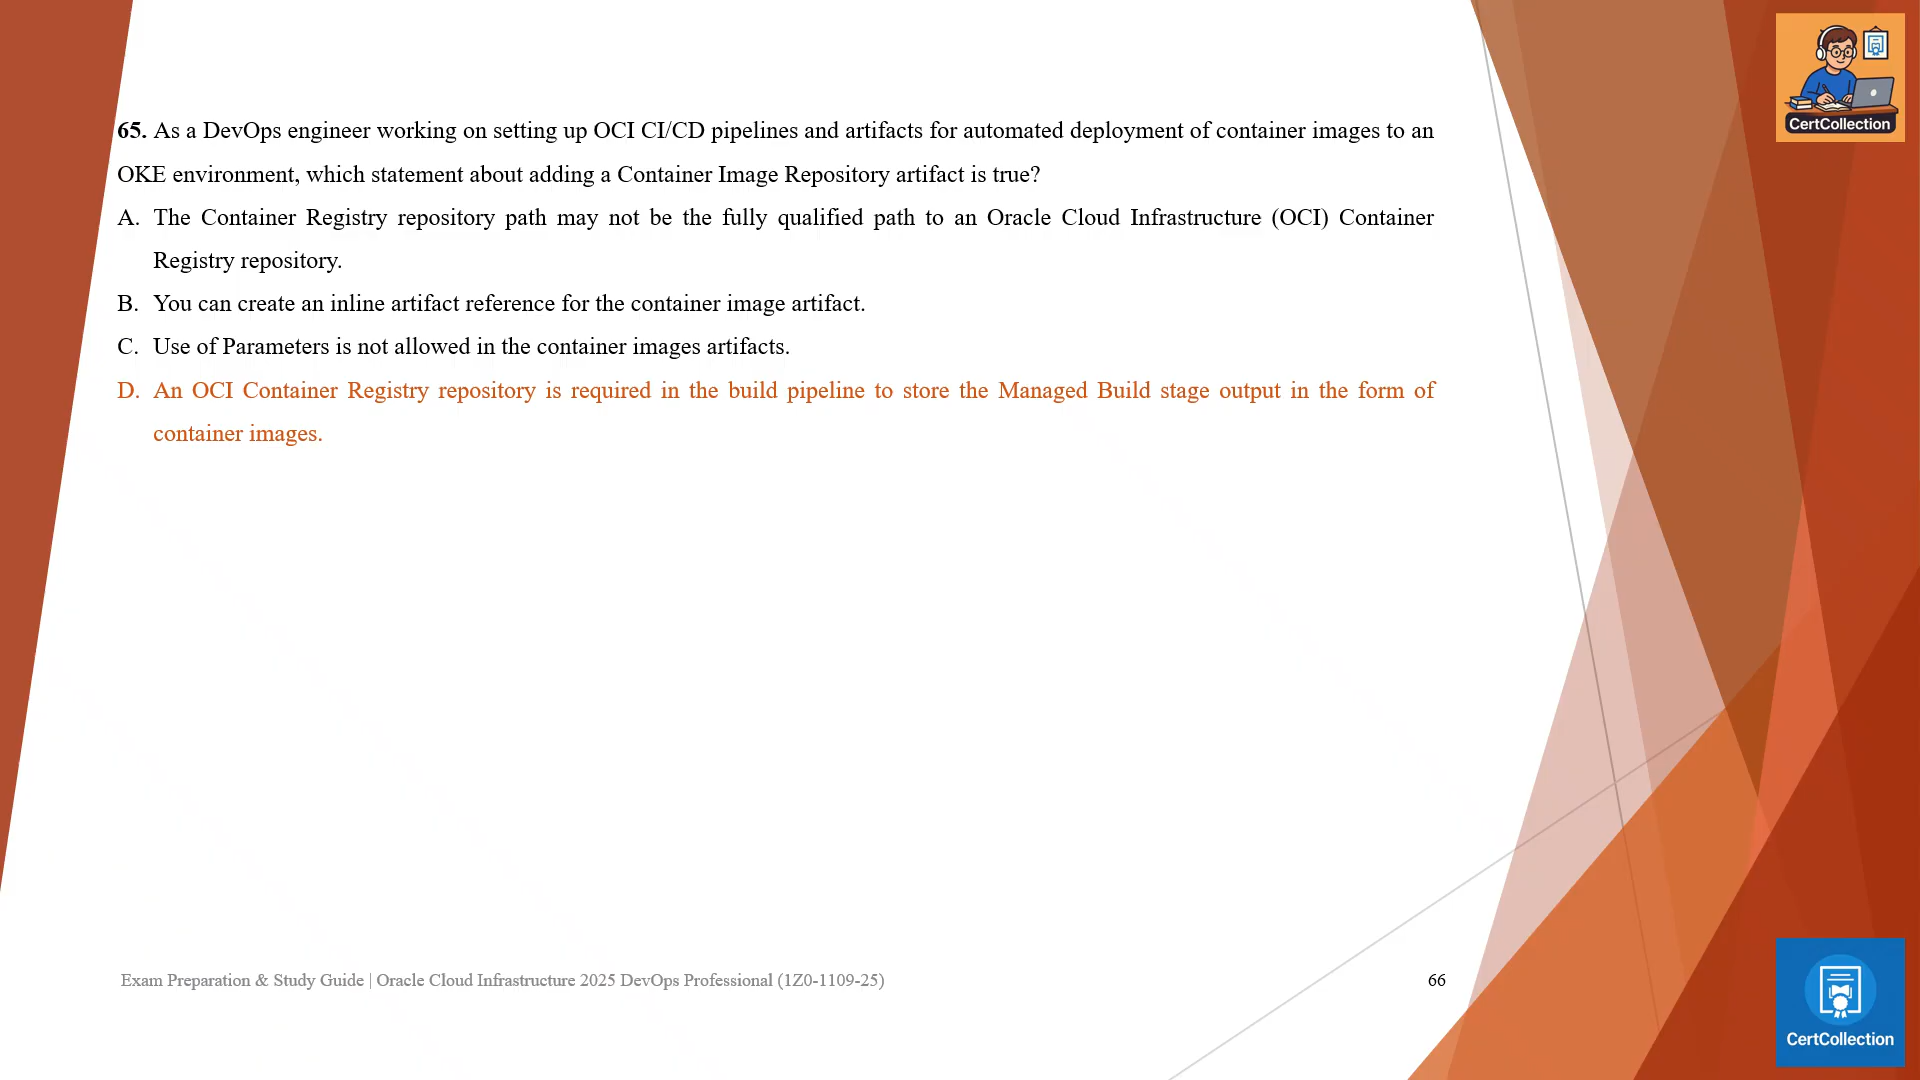 CertCollection
65. As a DevOps engineer working on setting up OCI CI/CD pipelines and artifacts for automated deployment of container images to an
OKE environment, which statement about adding a Container Image Repository artifact is true?
A. The Container Registry repository path may not be the fully qualified path to an Oracle Cloud Infrastructure (OCI) Container
Registry repository.
B. You can create an inline artifact reference for the container image artifact.
C. Use of Parameters is not allowed in the container images artifacts.
D. An OCI Container Registry repository is required in the build pipeline to store the Managed Build stage output in the form of
container images.
Exam Preparation & Study Guide | Oracle Cloud Infrastructure 2025 DevOps Professional (1Z0-1109-25)
66
CertCollection